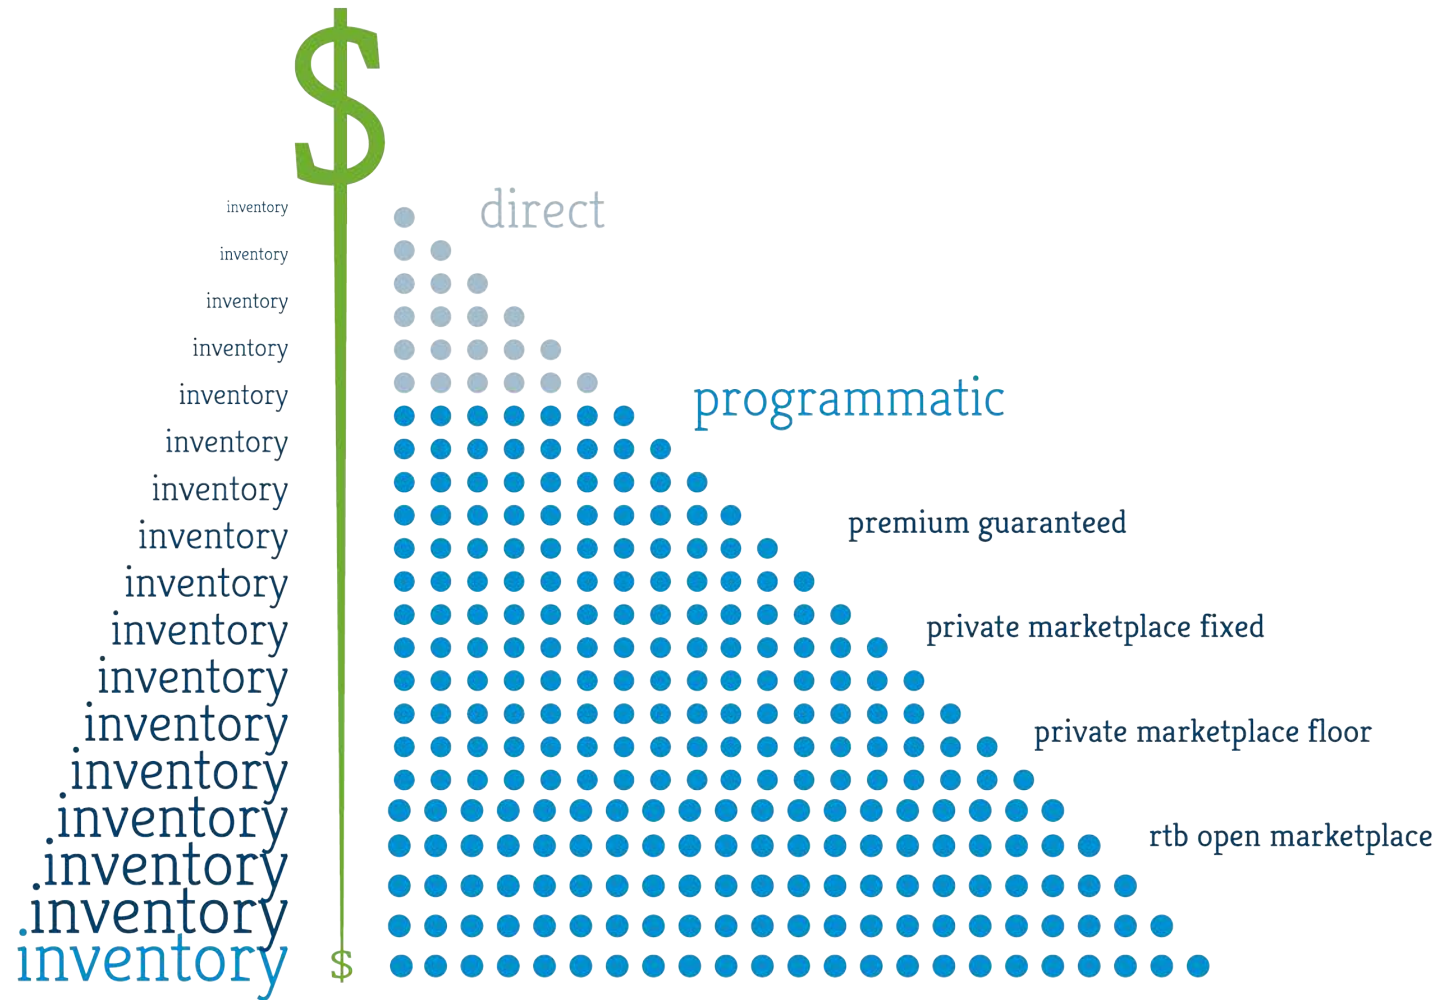 $
inventory
direct
inventory
inventory
inventory
inventory
programmatic
inventory
inventory
premium guaranteed
inventory
inventory
inventory
private marketplace fixed
inventory
inventory
private marketplace floor
inventory
inventory
rtb open marketplace
inventory
inventory
inventory
$